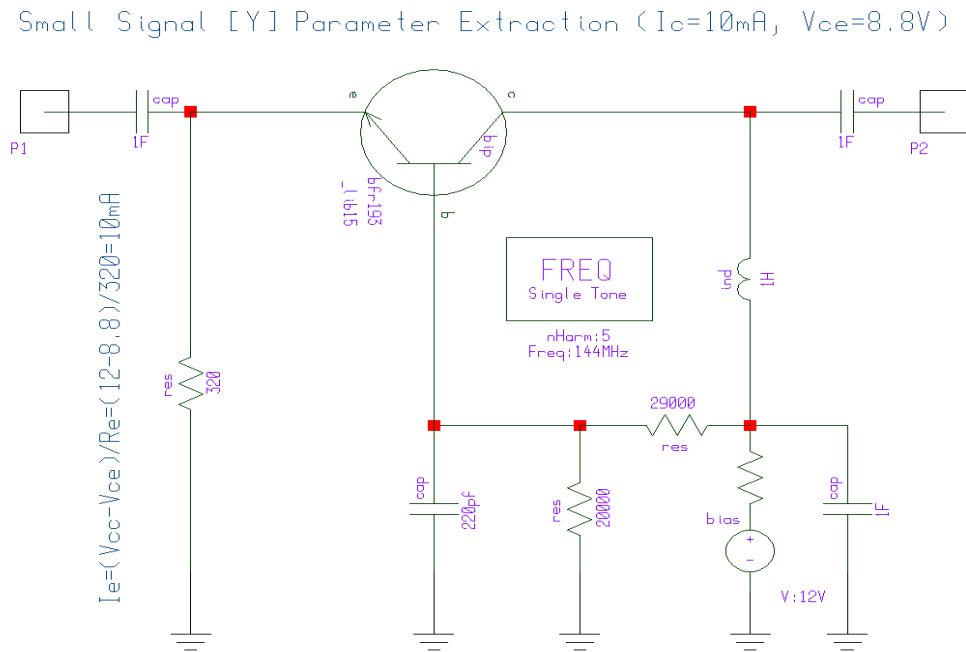 Small Signal [Y] Parameter Extraction (Ic=10mA, Vce=8.8V)
e
c
cap
cap
P1
1F
bip
1F
P2
bfr193
_lib15
b
Ie=(Vcc-Vce)/Re=(12-8.8)/320=10mA
FREQ
Single Tone
ind
1H
nHarm:5
Freq:144MHz
res
320
29000
res
cap
220pf
res
20000
bias
cap
1F
+
-
V:12V